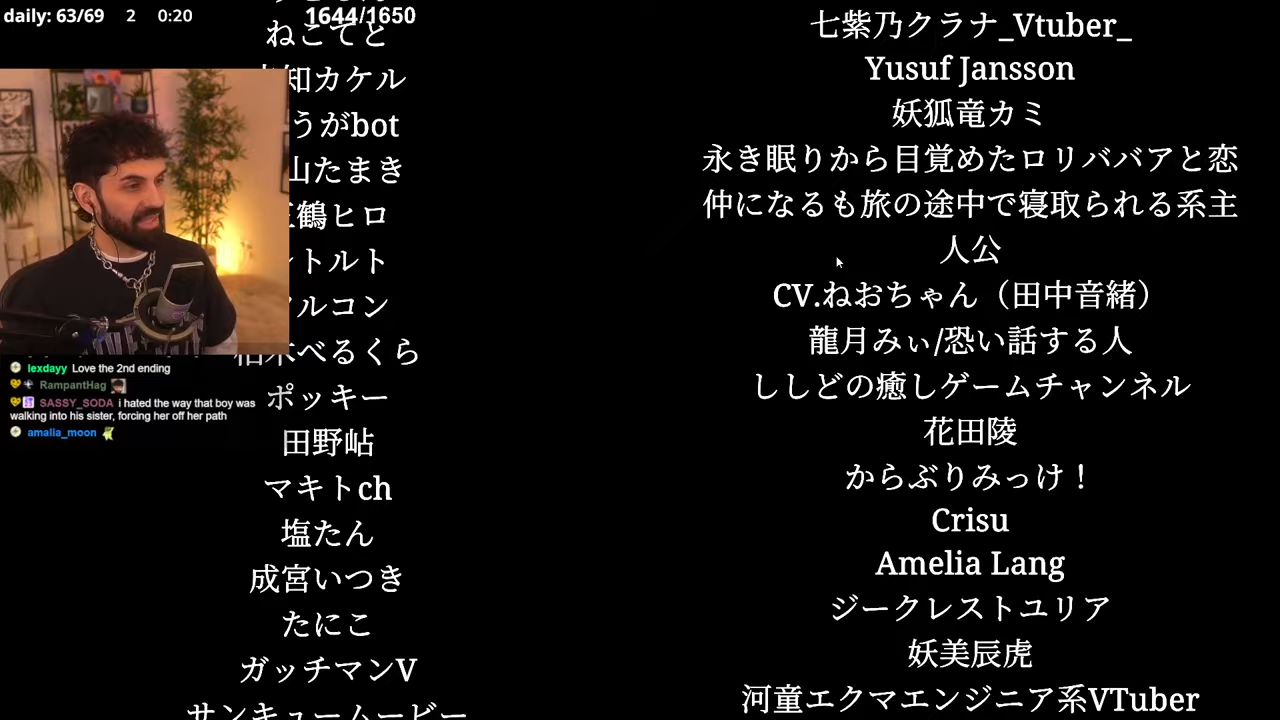 daily: 63/69 2 0:20 1644/1650
ねこてと
知カケル
うがbot
山たまき
鶴ヒロ
トルト
ルコン
柏木べるくら
ポッキー
田野岾
マキトch
塩たん
成宮いつき
たにこ
ガッチマンV
サンキュームービー
lexdayy Love the 2nd ending
RampantHag
SASSY_SODA i hated the way that boy was
walking into his sister, forcing her off her path
amalia_moon
七紫乃クラナ_Vtuber_
Yusuf Jansson
妖狐竜カミ
永き眠りから目覚めたロリババアと恋
仲になるも旅の途中で寝取られる系主
人公
CV.ねおちゃん（田中音緒）
龍月みぃ/恐い話する人
ししどの癒しゲームチャンネル
花田陵
からぶりみっけ！
Crisu
Amelia Lang
ジークレストユリア
妖美辰虎
河童エクマエンジニア系VTuber